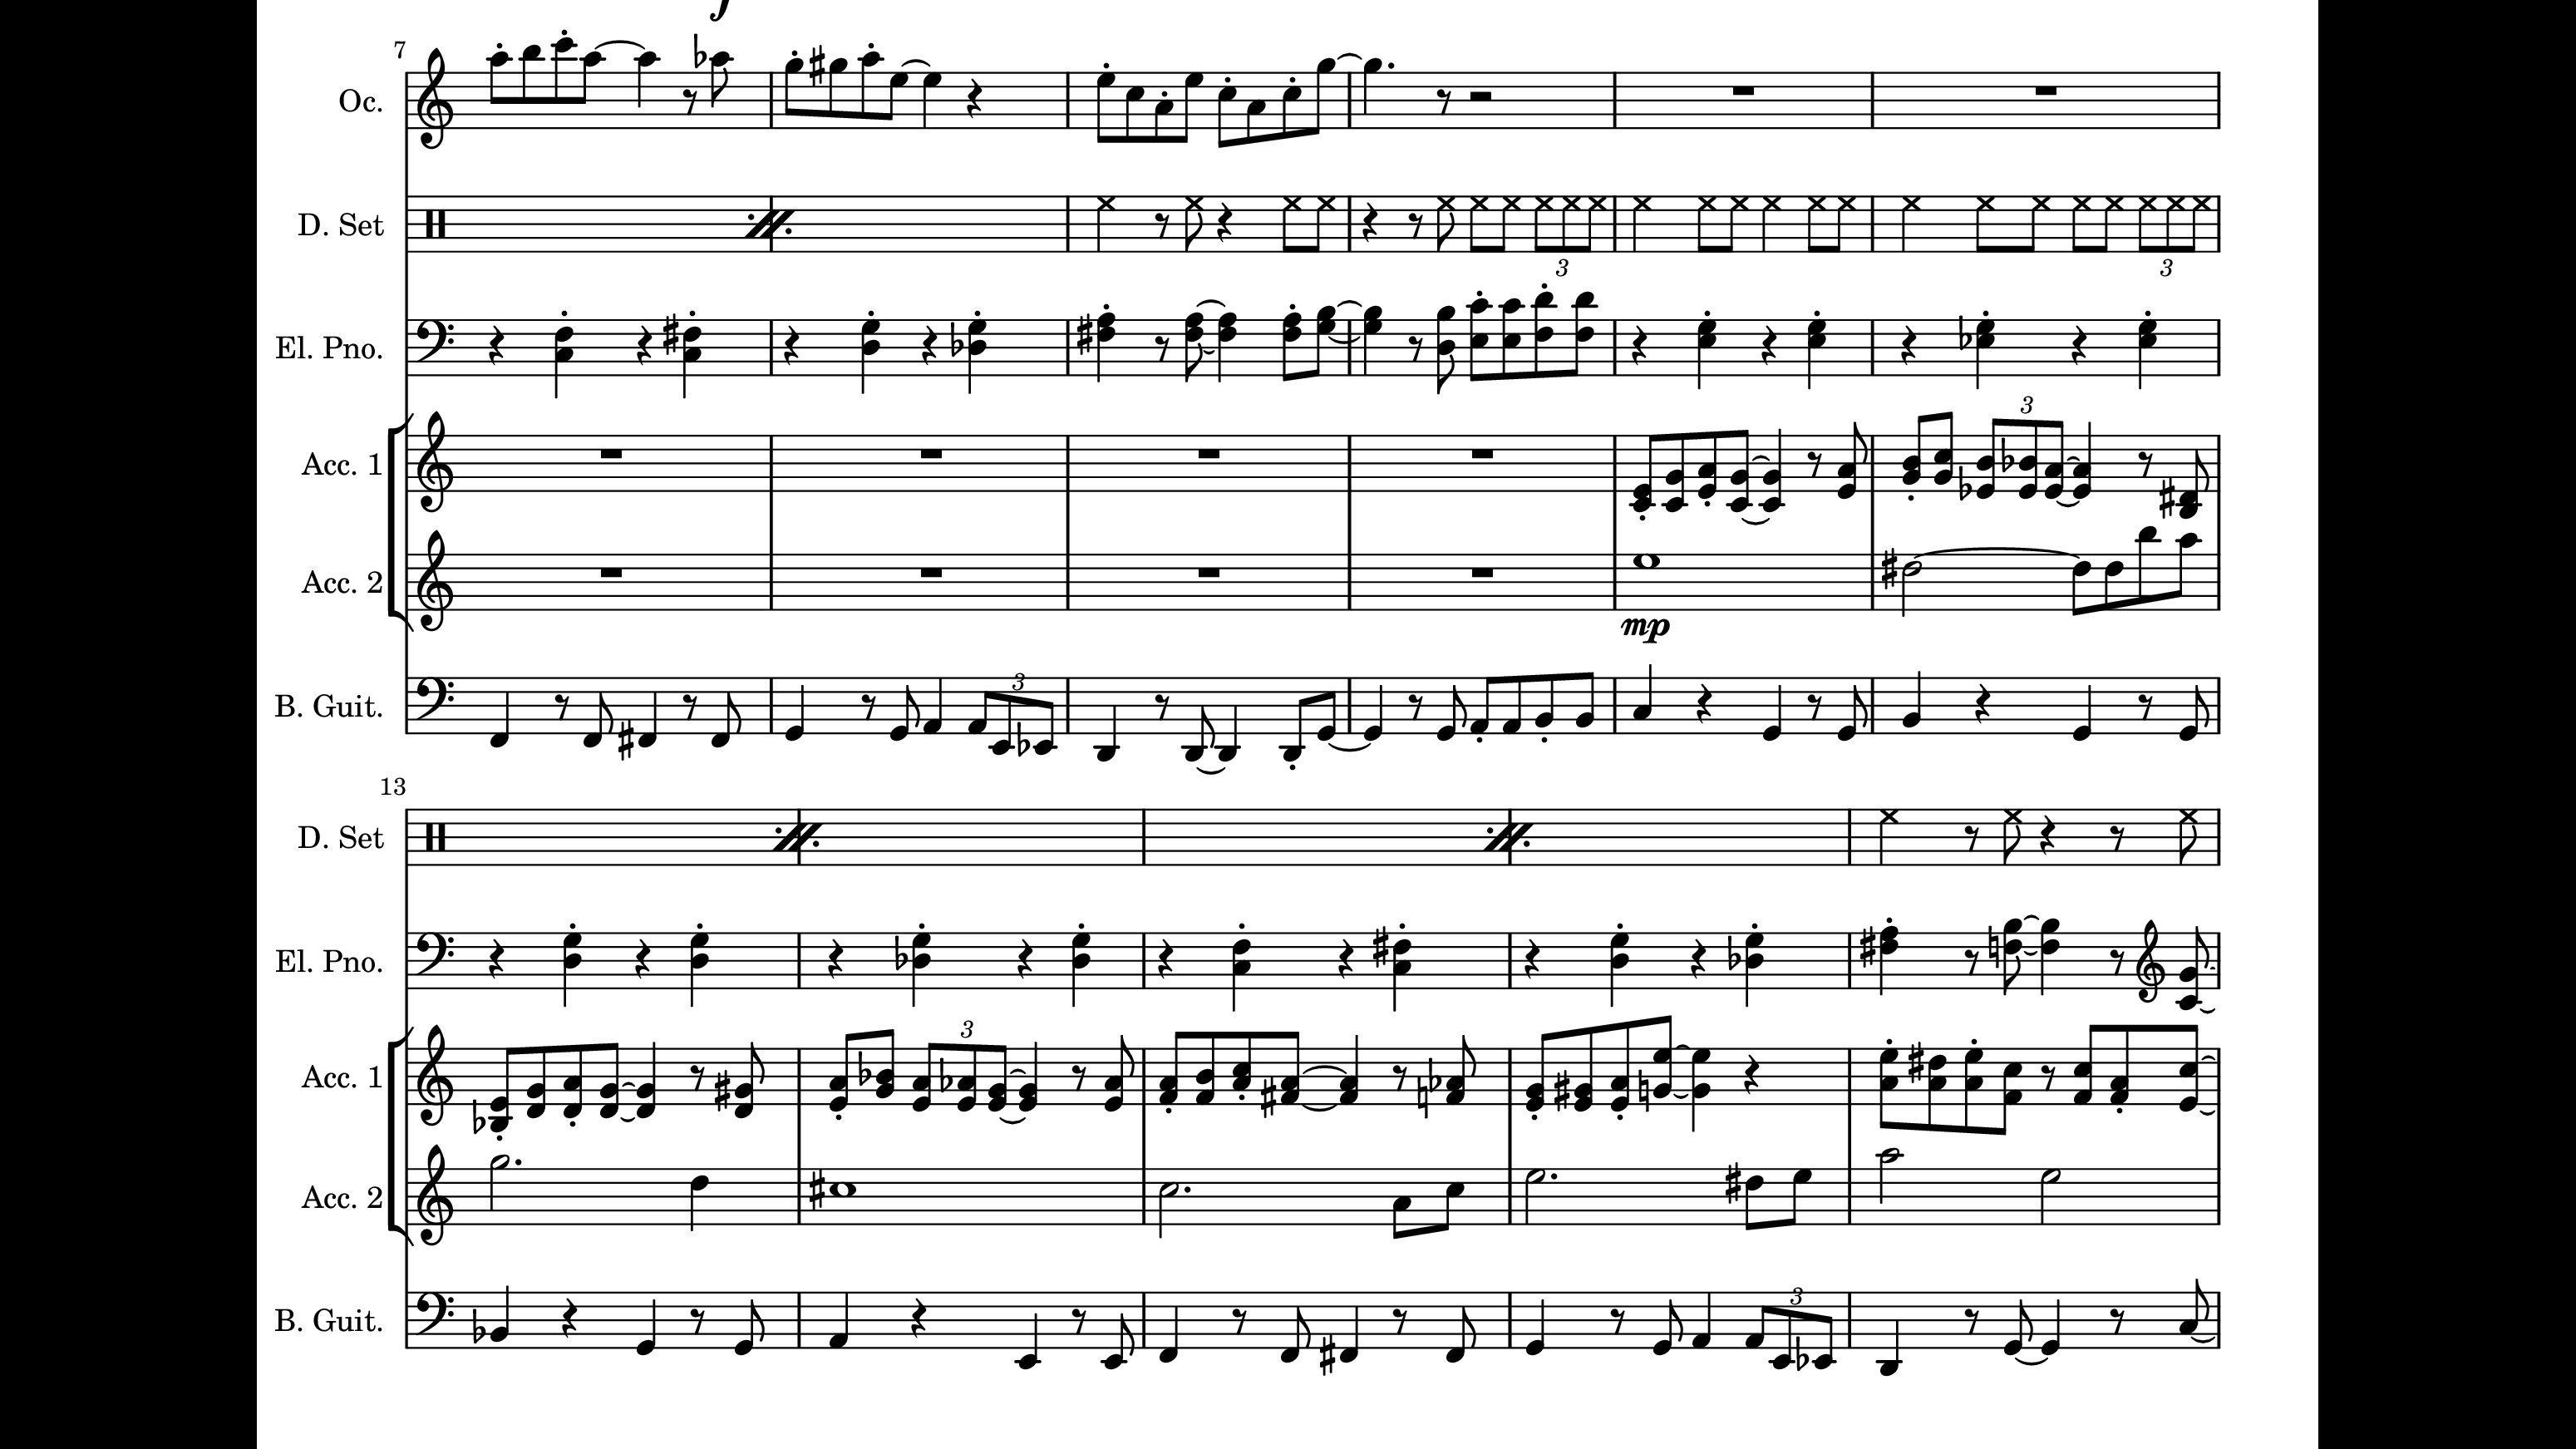 f
7
Oc.
D. Set
3
3
El. Pno.
3
Acc. 1
Acc. 2
mp
3
B. Guit.
13
D. Set
El. Pno.
3
Acc. 1
Acc. 2
3
B. Guit.